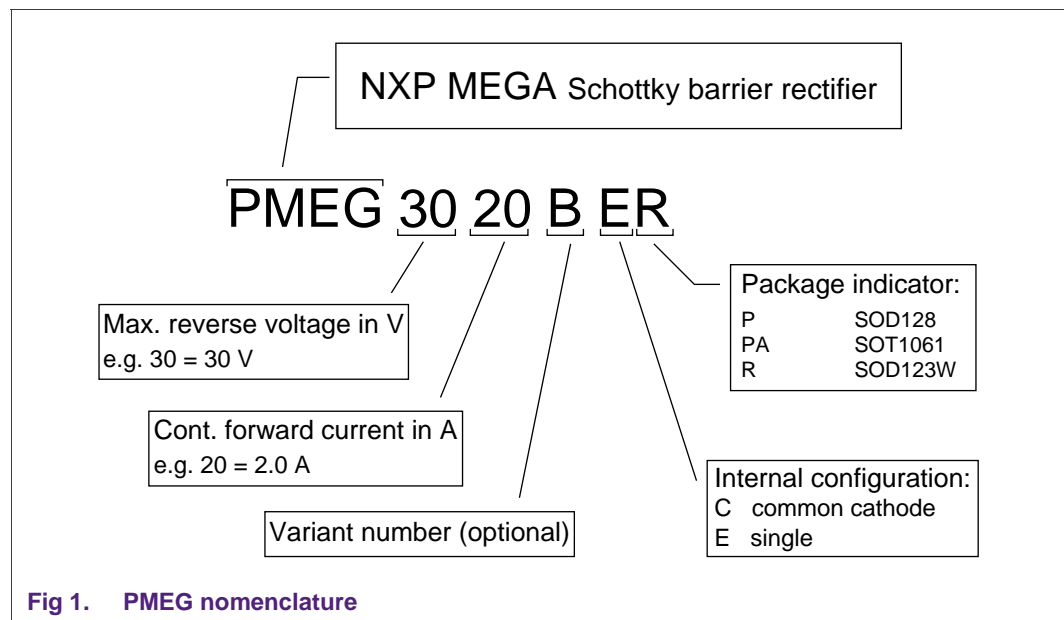 NXP MEGA Schottky barrier rectifier
PMEG 30 20 B ER
Package indicator:
P SOD128
PA SOT1061
R SOD123W
Max. reverse voltage in V
e.g. 30 = 30 V
Cont. forward current in A
e.g. 20 = 2.0 A
Internal configuration:
C common cathode
E single
Variant number (optional)
Fig 1. PMEG nomenclature